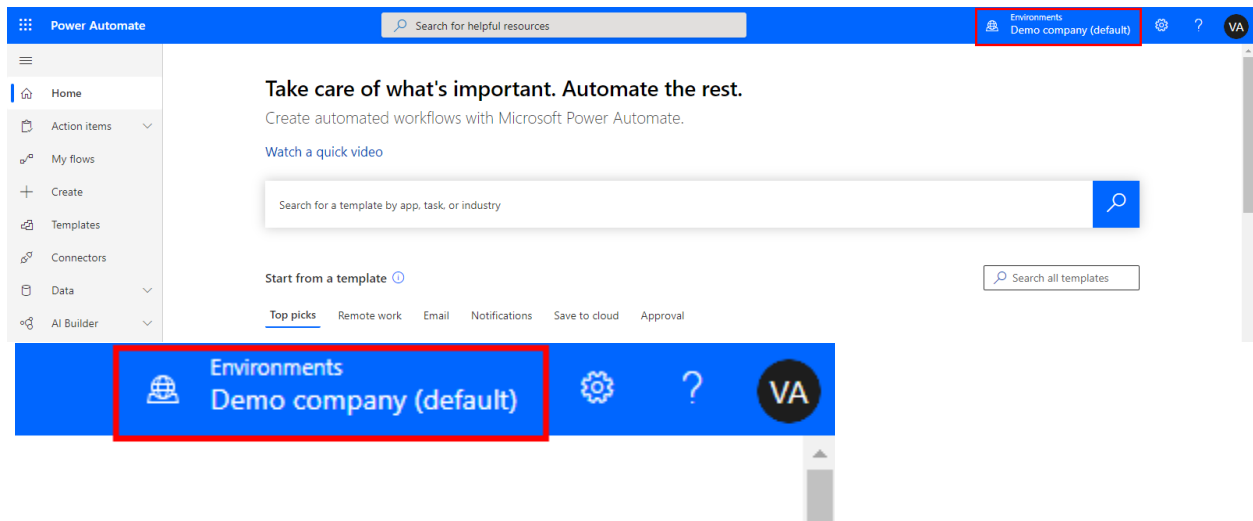 Power Automate
Search for helpful resources
Environments
Demo company (default)
?
VA
Home
Action items
My flows
Create
Templates
Connectors
Data
AI Builder
Take care of what's important. Automate the rest.
Create automated workflows with Microsoft Power Automate.
Watch a quick video
Search for a template by app, task, or industry
Start from a template
Search all templates
Top picks Remote work Email Notifications Save to cloud Approval
Environments
Demo company (default)
?
VA